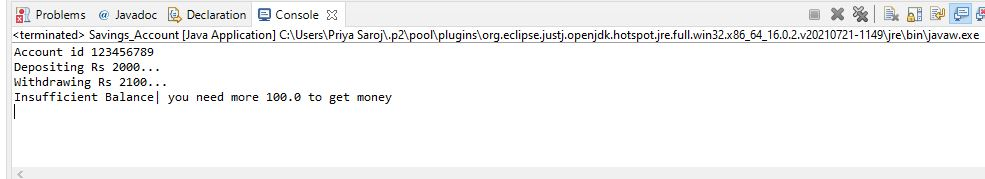 Problems @ Javadoc Declaration Console
<terminated> Savings_Account [Java Application] C:\Users\Priya Saroj\.p2\pool\plugins\org.eclipse.justj.openjdk.hotspot.jre.full.win32.x86_64_16.0.2.v20210721-1149\jre\bin\javaw.exe
Account id 123456789
Depositing Rs 2000...
Withdrawing Rs 2100...
Insufficient Balance| you need more 100.0 to get money